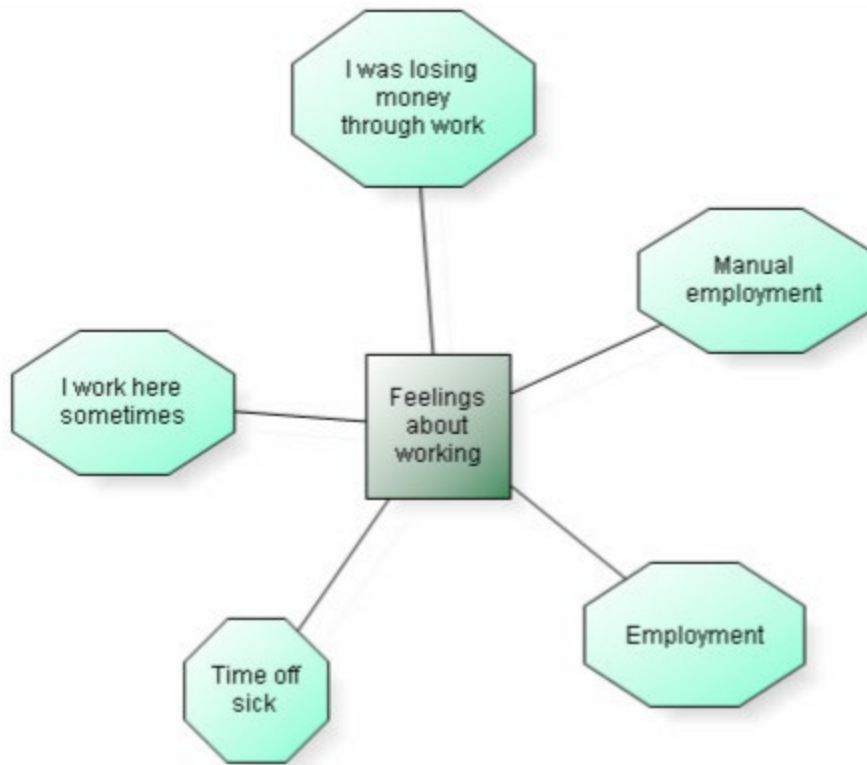 I was losing
money
through work
Manual
employment
I work here
sometimes
Feelings
about
working
Employment
Time off
sick